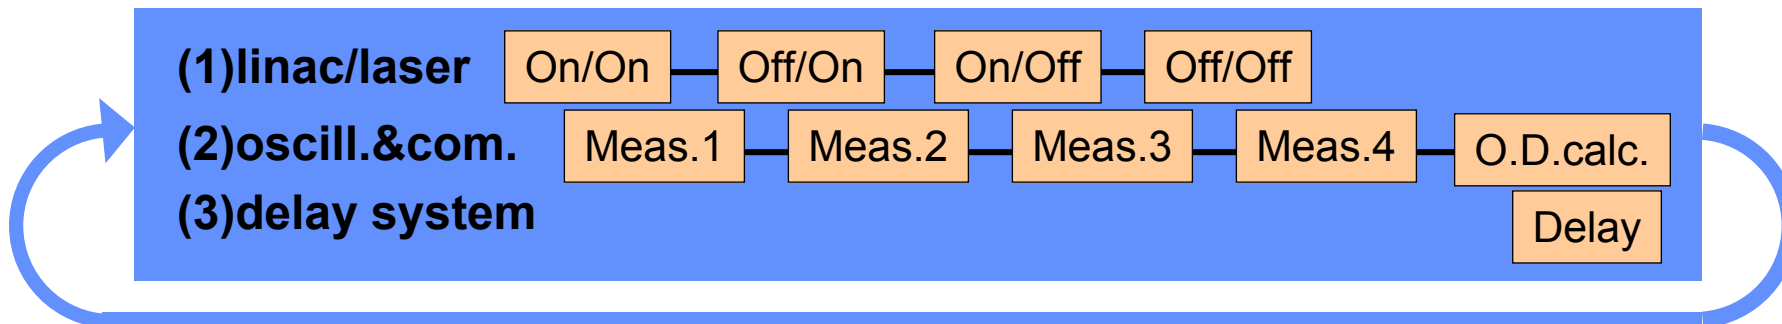 (1)linac/laser On/On Off/On On/Off Off/Off
(2)oscill.&com. Meas.1 Meas.2 Meas.3 Meas.4 O.D.calc.
(3)delay system Delay